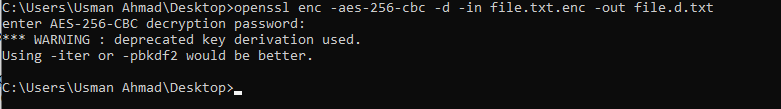 C:\Users\Usman Ahmad\Desktop>openssl enc -aes-256-cbc -d -in file.txt.enc -out file.d.txt
enter AES-256-CBC decryption password:
*** WARNING : deprecated key derivation used.
Using -iter or -pbkdf2 would be better.
C:\Users\Usman Ahmad\Desktop>